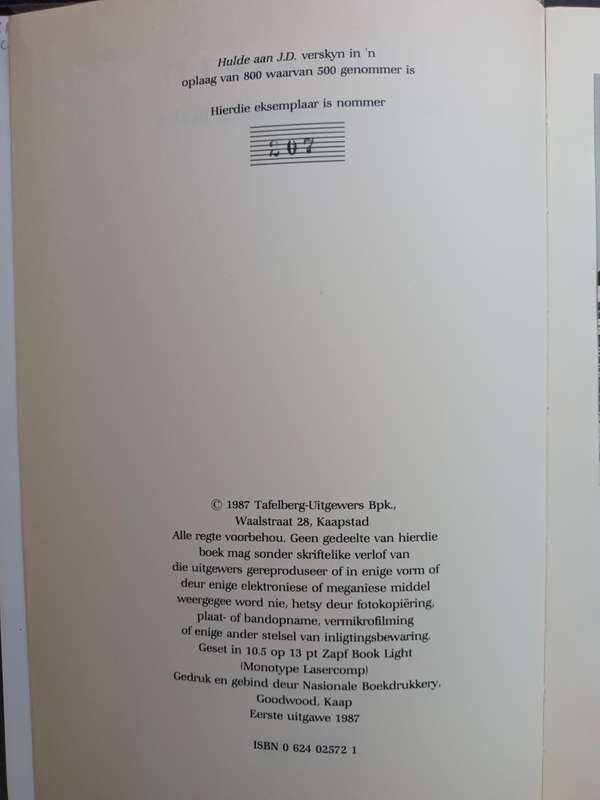 Hulde aan J.D. verskyn in 'n
oplaag van 800 waarvan 500 genommer is
Hierdie eksemplaar is nommer
207
© 1987 Tafelberg-Uitgewers Bpk.,
Waalstraat 28, Kaapstad
Alle regte voorbehou. Geen gedeelte van hierdie
boek mag sonder skriftelike verlof van
die uitgewers gereproduseer of in enige vorm of
deur enige elektroniese of meganiese middel
weergegee word nie, hetsy deur fotokopiëring,
plaat- of bandopname, vermikrofilming
of enige ander stelsel van inligtingsbewaring.
Geset in 10.5 op 13 pt Zapf Book Light
(Monotype Lasercomp)
Gedruk en gebind deur Nasionale Boekdrukkery,
Goodwood, Kaap
Eerste uitgawe 1987
ISBN 0 624 02572 1